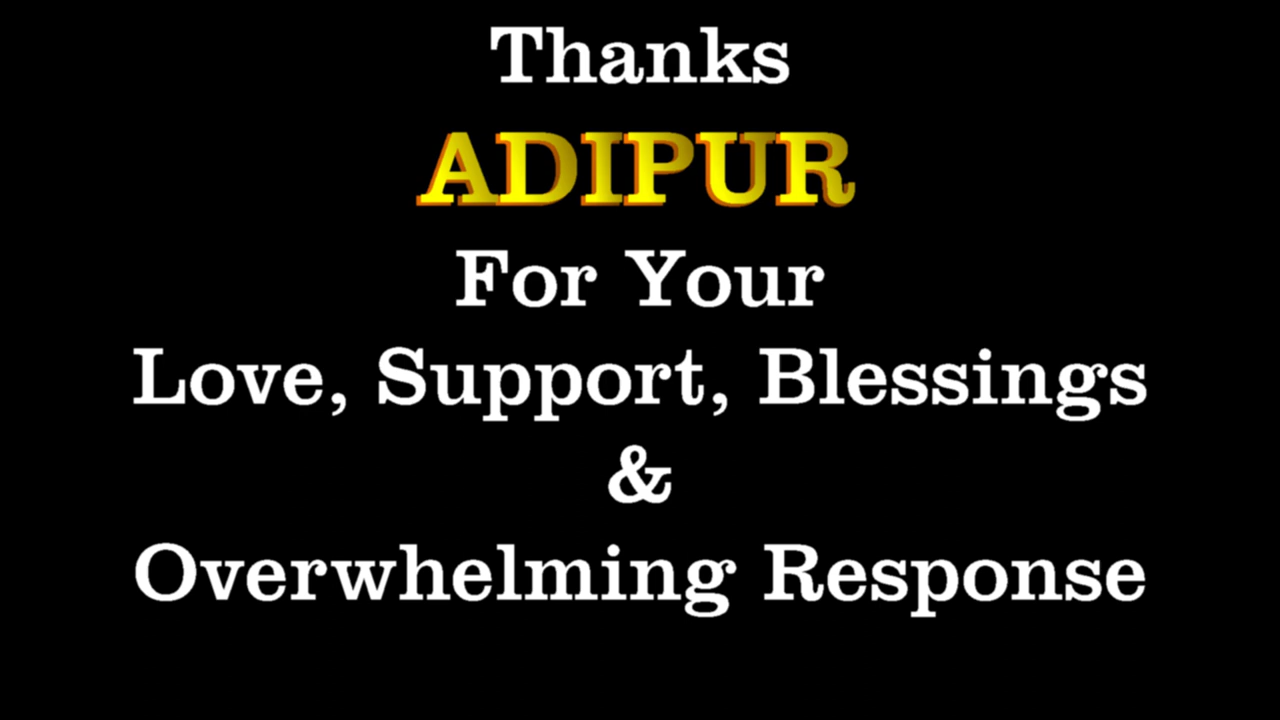 Thanks
ADIPUR
For Your
Love, Support, Blessings
&
Overwhelming Response